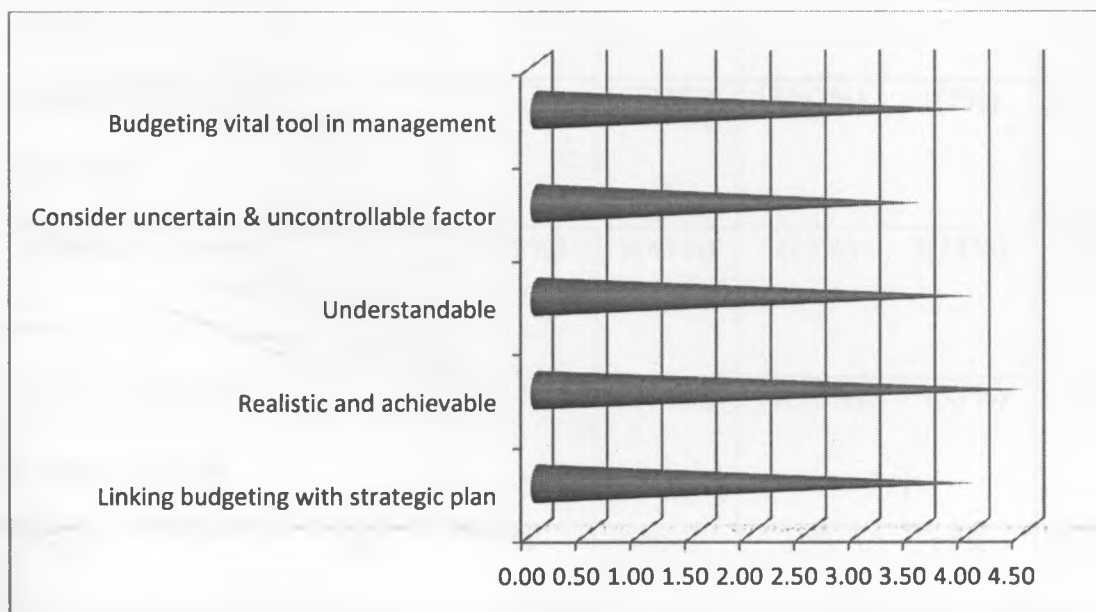 Budgeting vital tool in management
Consider uncertain & uncontrollable factor
Understandable
Realistic and achievable
Linking budgeting with strategic plan
0.00 0.50 1.00 1.50 2.00 2.50 3.00 3.50 4.00 4.50